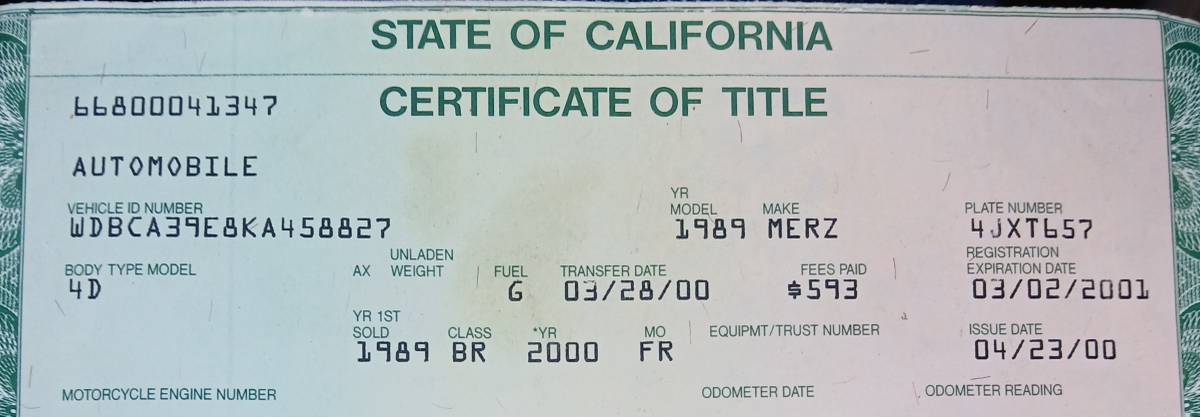 STATE OF CALIFORNIA
66800041347 CERTIFICATE OF TITLE
AUTOMOBILE
VEHICLE ID NUMBER YR MODEL MAKE PLATE NUMBER
WDBCA39E8KA458827 1989 MERZ 4JXT657
BODY TYPE MODEL AX UNLADEN WEIGHT FUEL TRANSFER DATE FEES PAID REGISTRATION EXPIRATION DATE
4D G 03/28/00 $593 03/02/2001
YR 1ST SOLD CLASS *YR MO EQUIPMT/TRUST NUMBER ISSUE DATE
1989 BR 2000 FR 04/23/00
MOTORCYCLE ENGINE NUMBER ODOMETER DATE ODOMETER READING